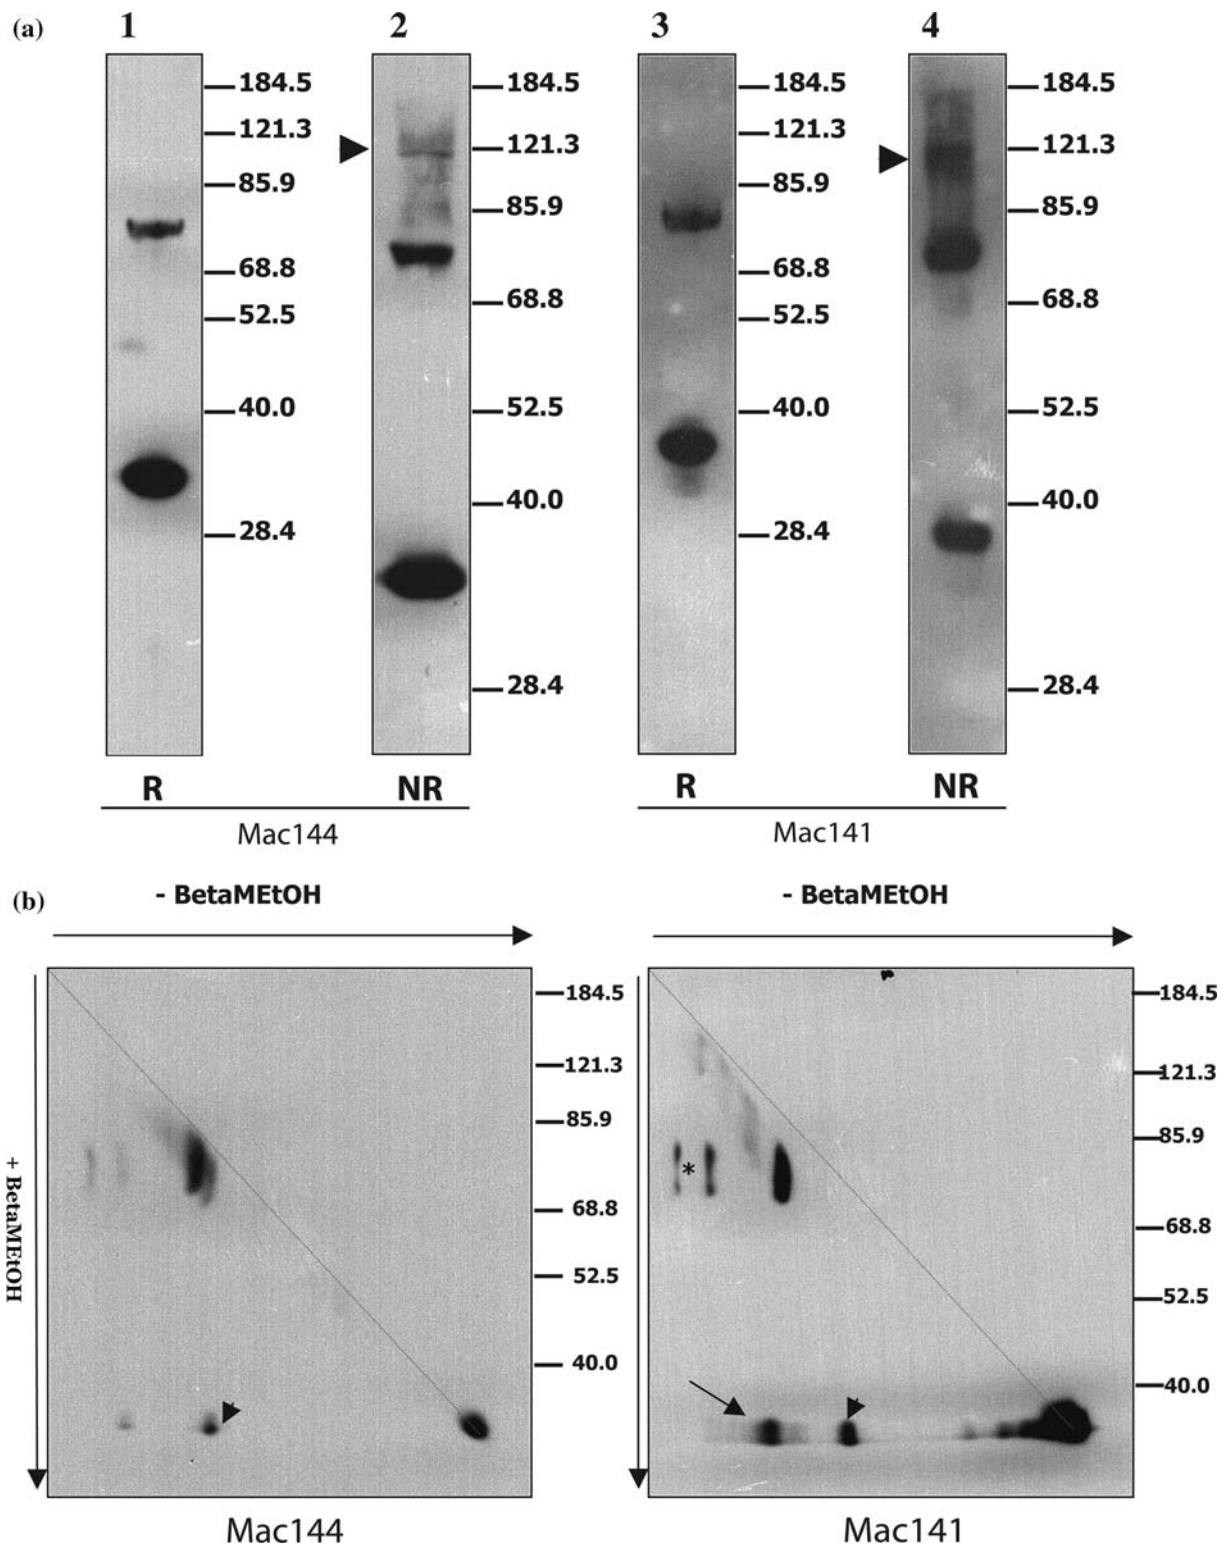 (a) 1 2 3 4
184.5 184.5 184.5 184.5
121.3 121.3 121.3 121.3
85.9 85.9 85.9 85.9
68.8 68.8 68.8 68.8
52.5 52.5 52.5 52.5
40.0 40.0 40.0 40.0
28.4 28.4 28.4 28.4
R NR R NR
Mac144 Mac141
(b) - BetaMEtOH - BetaMEtOH
+ BetaMEtOH
184.5 184.5
121.3 121.3
85.9 85.9
*
68.8 68.8
52.5 52.5
40.0 40.0
Mac144 Mac141